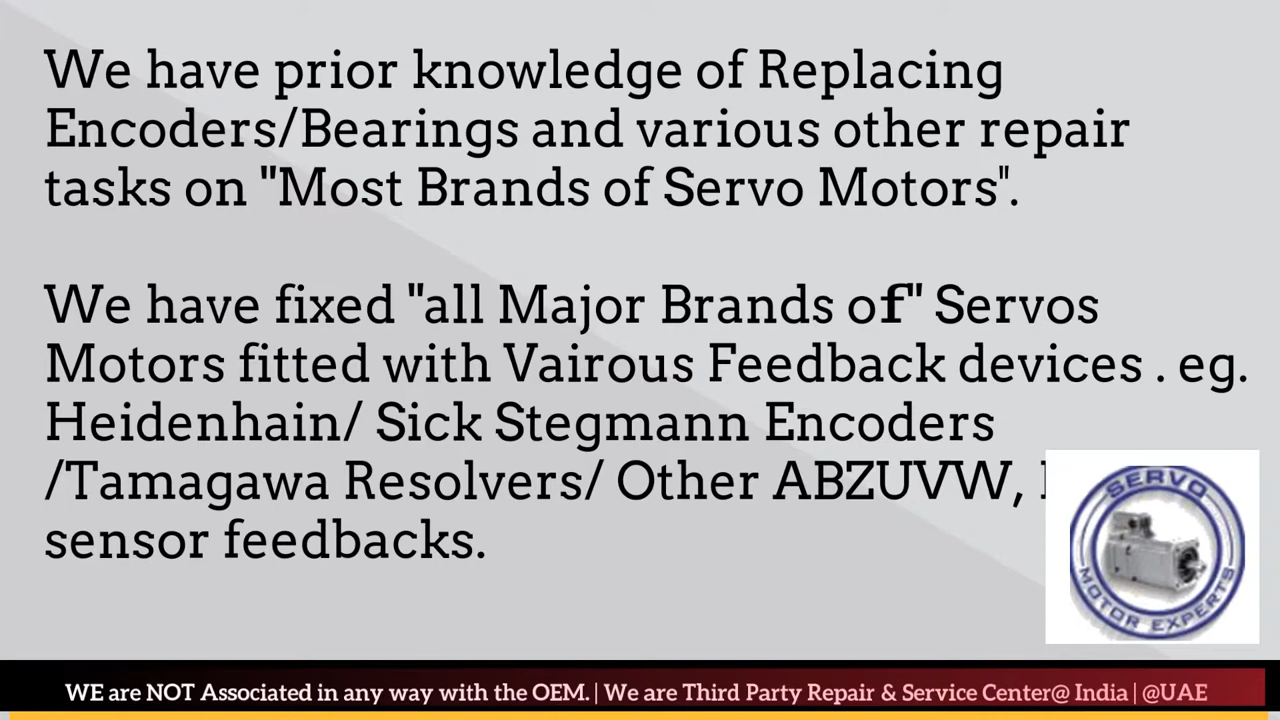 We have prior knowledge of Replacing
Encoders/Bearings and various other repair
tasks on "Most Brands of Servo Motors".
We have fixed "all Major Brands of" Servos
Motors fitted with Vairous Feedback devices . eg.
Heidenhain/ Sick Stegmann Encoders
/Tamagawa Resolvers/ Other ABZUVW,
sensor feedbacks.
SERVO
MOTOR EXPERTS
WE are NOT Associated in any way with the OEM. | We are Third Party Repair & Service Center@ India | @UAE